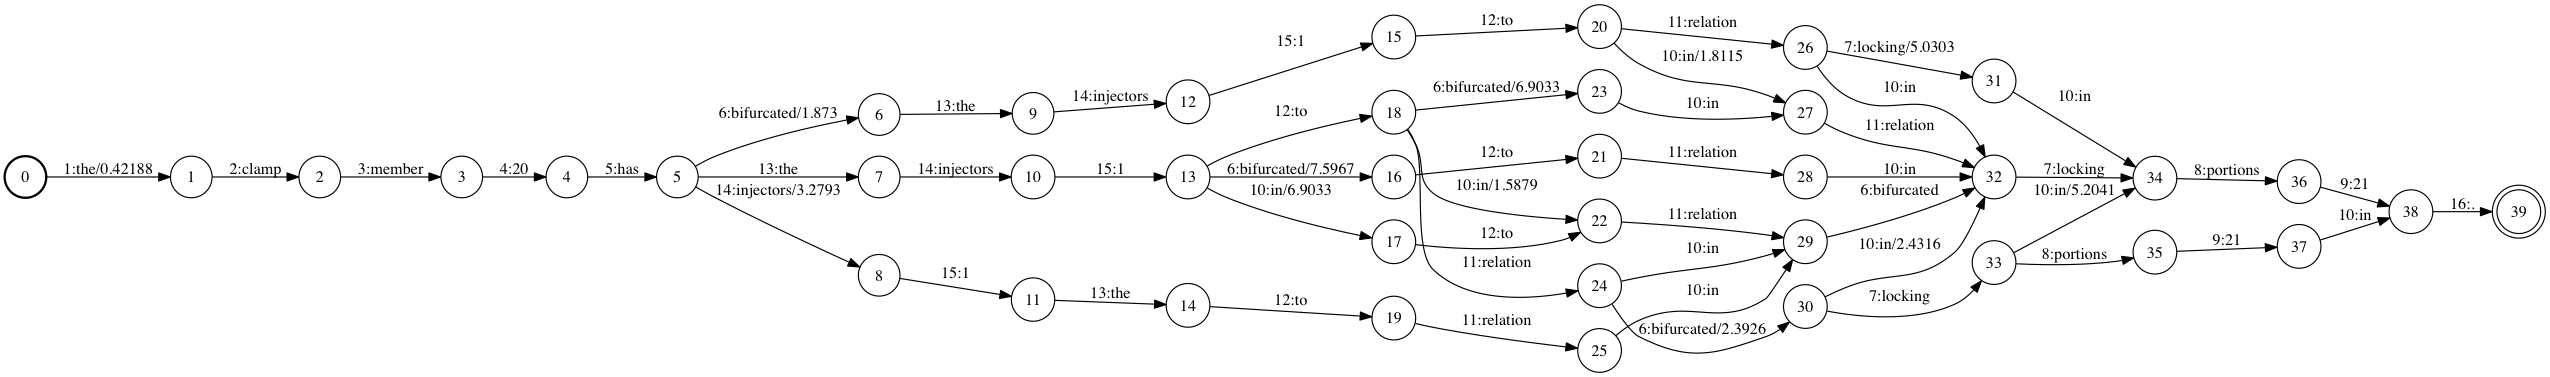 0
1:the/0.42188
1
2:clamp
2
3:member
3
4:20
4
5:has
5
6:bifurcated/1.873
13:the
14:injectors/3.2793
6
7
8
13:the
14:injectors
15:1
9
10
11
14:injectors
15:1
13:the
12
13
14
15:1
12:to
6:bifurcated/7.5967
10:in/6.9033
12:to
15
18
16
17
19
12:to
6:bifurcated/6.9033
12:to
10:in/1.5879
12:to
11:relation
11:relation
20
23
21
22
24
25
11:relation
10:in/1.8115
10:in
11:relation
11:relation
10:in
10:in
6:bifurcated/2.3926
26
27
28
29
30
7:locking/5.0303
10:in
11:relation
10:in
6:bifurcated
10:in/2.4316
7:locking
31
32
33
10:in
7:locking
10:in/5.2041
8:portions
34
35
8:portions
9:21
36
37
9:21
10:in
38
16:.
39